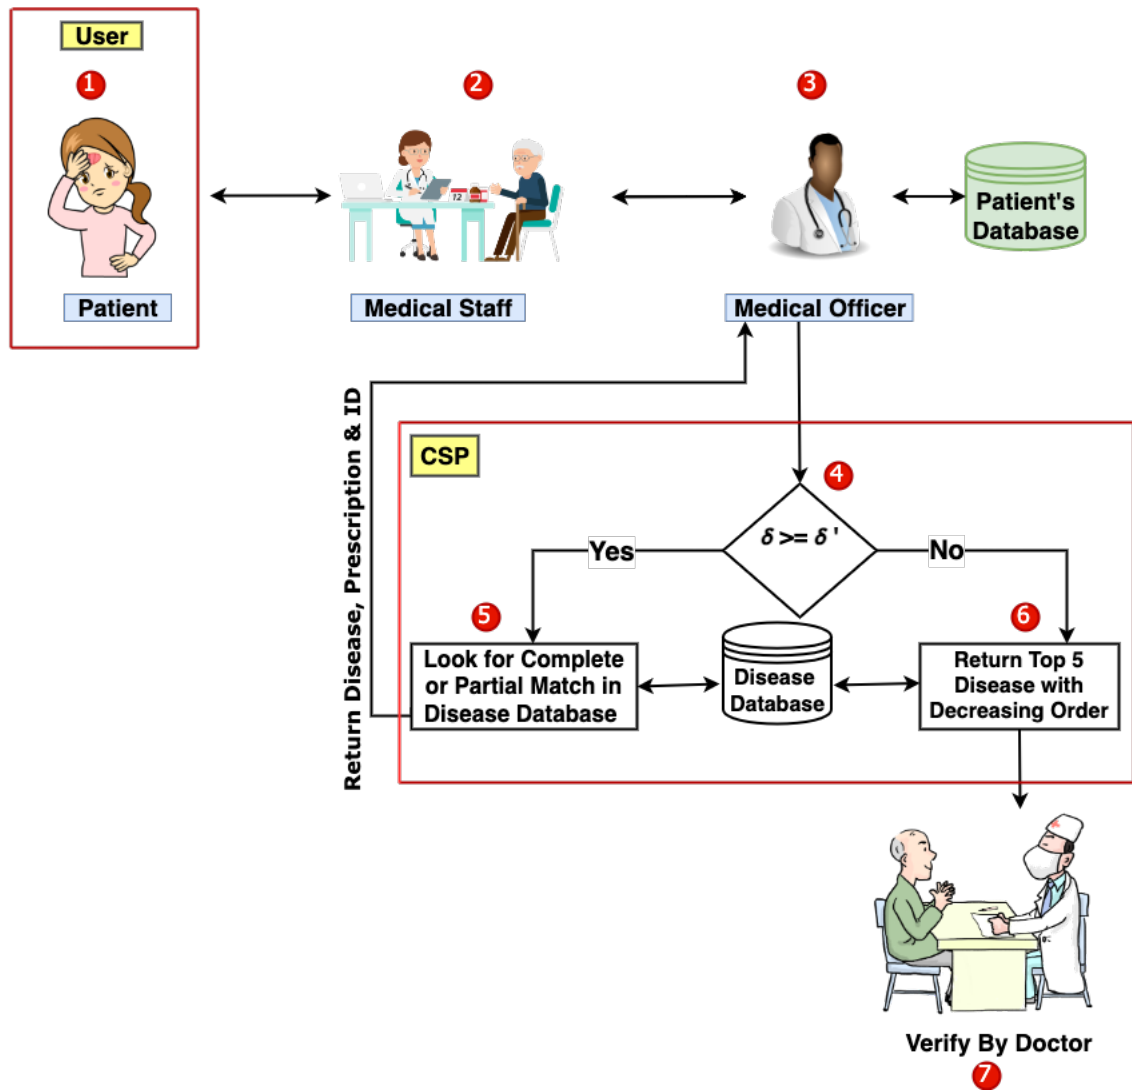 User
1
2
3
Patient's
Database
Patient
Medical Staff
Medical Officer
Return Disease, Prescription & ID
CSP
4
δ >= δ '
Yes
No
5
6
Look for Complete
or Partial Match in
Disease Database
Disease
Database
Return Top 5
Disease with
Decreasing Order
Verify By Doctor
7
12